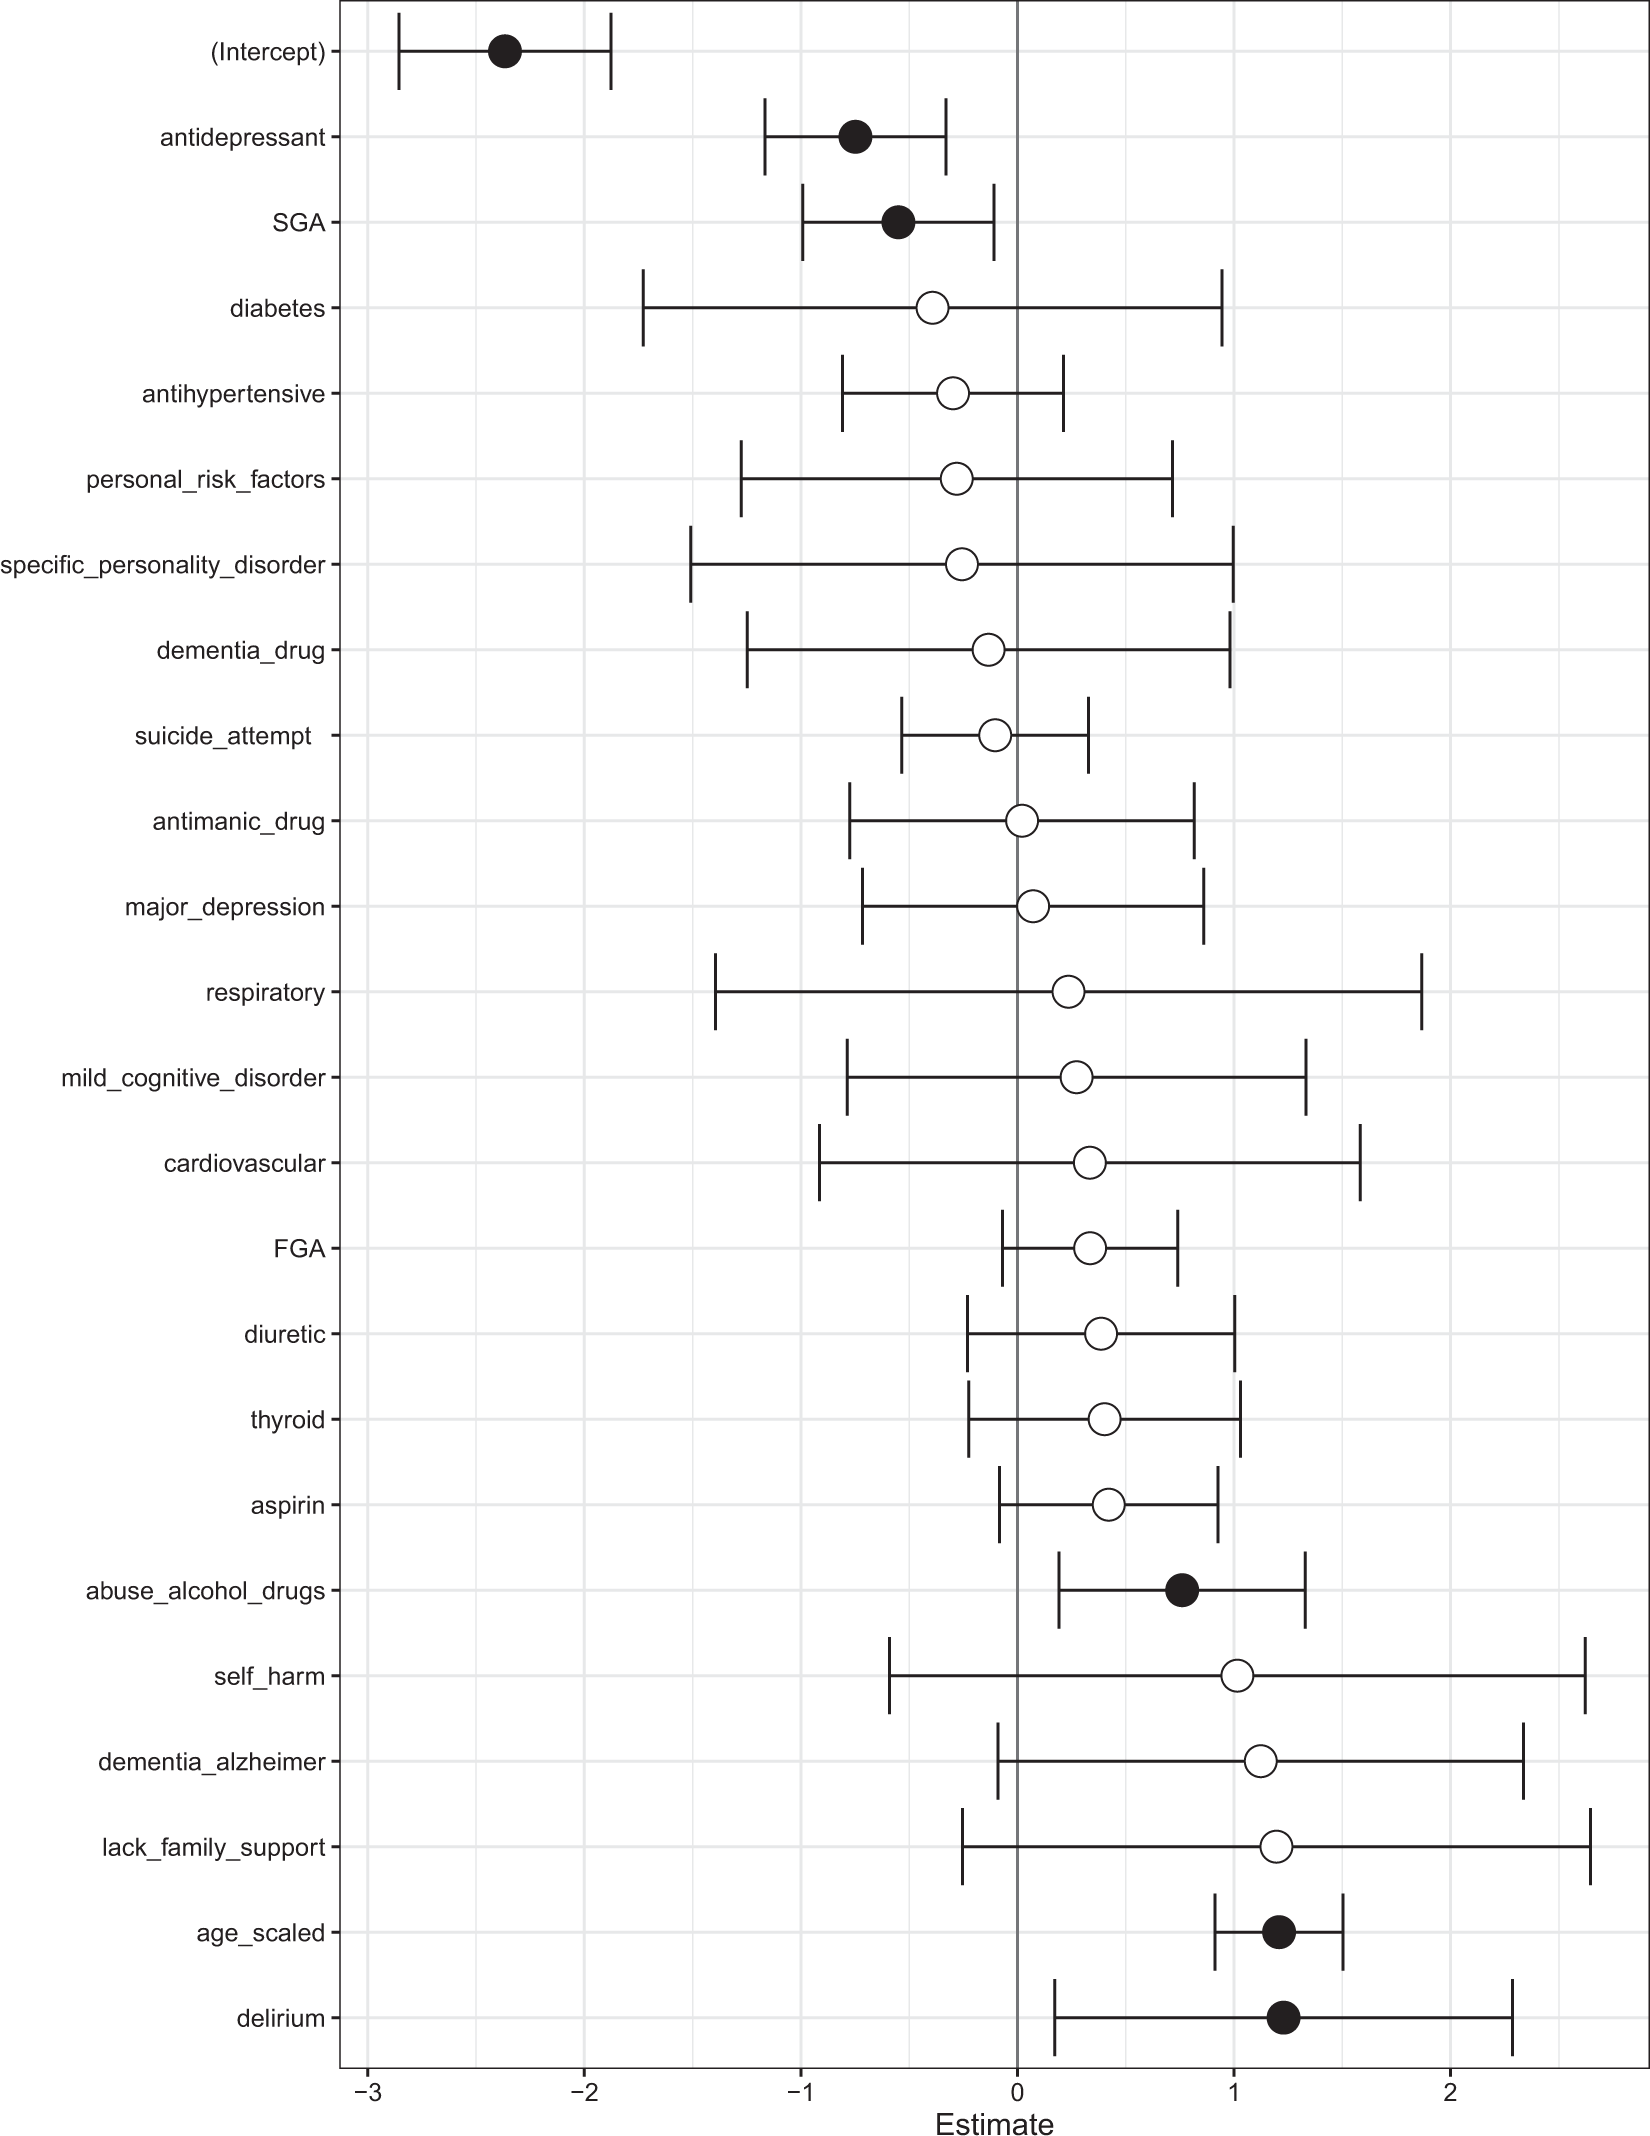 (Intercept)
antidepressant
SGA
diabetes
antihypertensive
personal_risk_factors
specific_personality_disorder
dementia_drug
suicide_attempt
antimanic_drug
major_depression
respiratory
mild_cognitive_disorder
cardiovascular
FGA
diuretic
thyroid
aspirin
abuse_alcohol_drugs
self_harm
dementia_alzheimer
lack_family_support
age_scaled
delirium
−3 −2 −1 0 1 2
Estimate